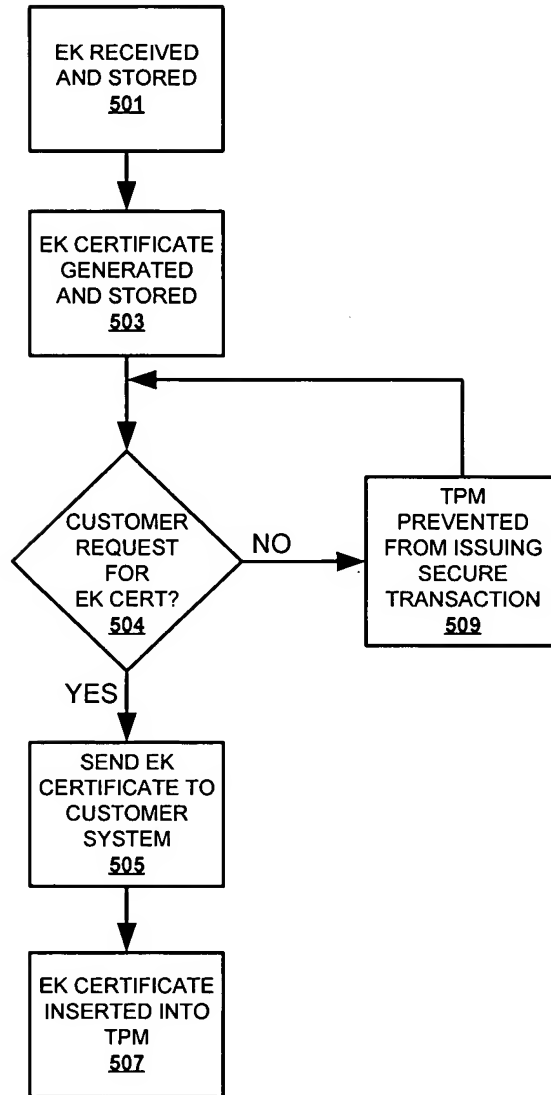 EK RECEIVED
AND STORED
501
EK CERTIFICATE
GENERATED
AND STORED
503
CUSTOMER
REQUEST
FOR
EK CERT?
504
NO
TPM
PREVENTED
FROM ISSUING
SECURE
TRANSACTION
509
YES
SEND EK
CERTIFICATE TO
CUSTOMER
SYSTEM
505
EK CERTIFICATE
INSERTED INTO
TPM
507